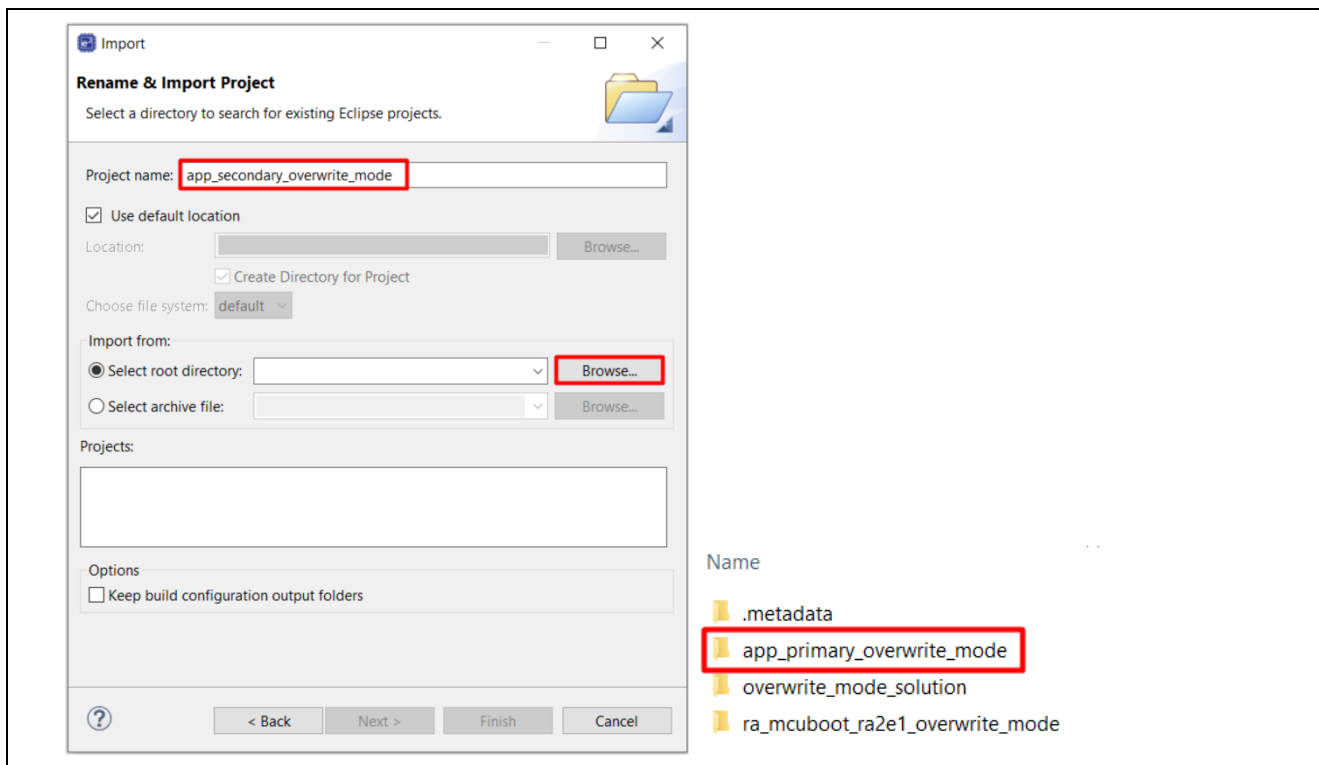 Import
Rename & Import Project
Select a directory to search for existing Eclipse projects.
Project name: app_secondary_overwrite_mode
Use default location
Location: Browse...
Create Directory for Project
Choose file system: default
Import from:
Select root directory: Browse...
Select archive file: Browse...
Projects:
Options
Keep build configuration output folders
? < Back Next > Finish Cancel
Name
.metadata
app_primary_overwrite_mode
overwrite_mode_solution
ra_mcuboot_ra2e1_overwrite_mode